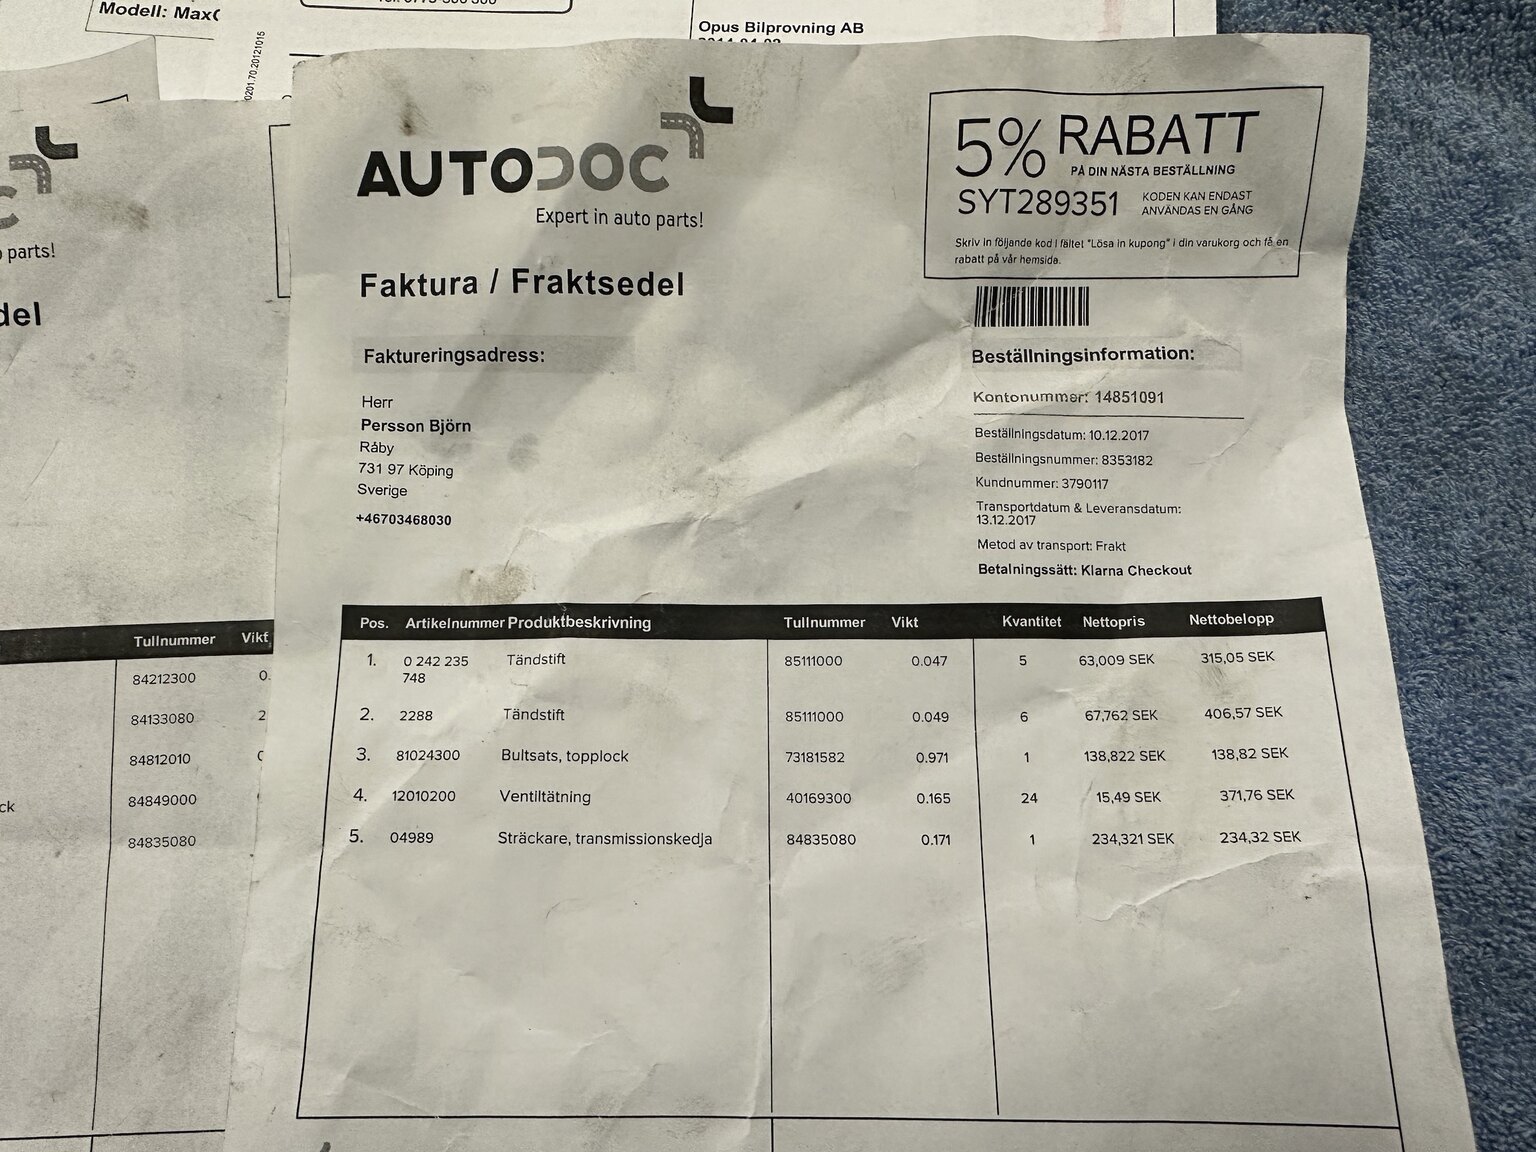 Modell: Max
Opus Bilprovning AB
0201.70.20121015
parts!
del
Tullnummer Vikt
84212300 0.
84133080 2
84812010
84849000
ck
84835080
AUTODOC
Expert in auto parts!
Faktura / Fraktsedel
5% RABATT
PÅ DIN NÄSTA BESTÄLLNING
SYT289351 KODEN KAN ENDAST
ANVÄNDAS EN GÅNG
Skriv in följande kod i fältet "Lösa in kupong" i din varukorg och få en
rabatt på vår hemsida.
Faktureringsadress:
Herr
Persson Björn
Råby
731 97 Köping
Sverige
+46703468030
Beställningsinformation:
Kontonummer: 14851091
Beställningsdatum: 10.12.2017
Beställningsnummer: 8353182
Kundnummer: 3790117
Transportdatum & Leveransdatum:
13.12.2017
Metod av transport: Frakt
Betalningssätt: Klarna Checkout
Pos. Artikelnummer Produktbeskrivning Tullnummer Vikt Kvantitet Nettopris Nettobelopp
1. 0 242 235 Tändstift 85111000 0.047 5 63,009 SEK 315,05 SEK
748
2. 2288 Tändstift 85111000 0.049 6 67,762 SEK 406,57 SEK
3. 81024300 Bultsats, topplock 73181582 0.971 1 138,822 SEK 138,82 SEK
4. 12010200 Ventiltätning 40169300 0.165 24 15,49 SEK 371,76 SEK
5. 04989 Sträckare, transmissionskedja 84835080 0.171 1 234,321 SEK 234,32 SEK